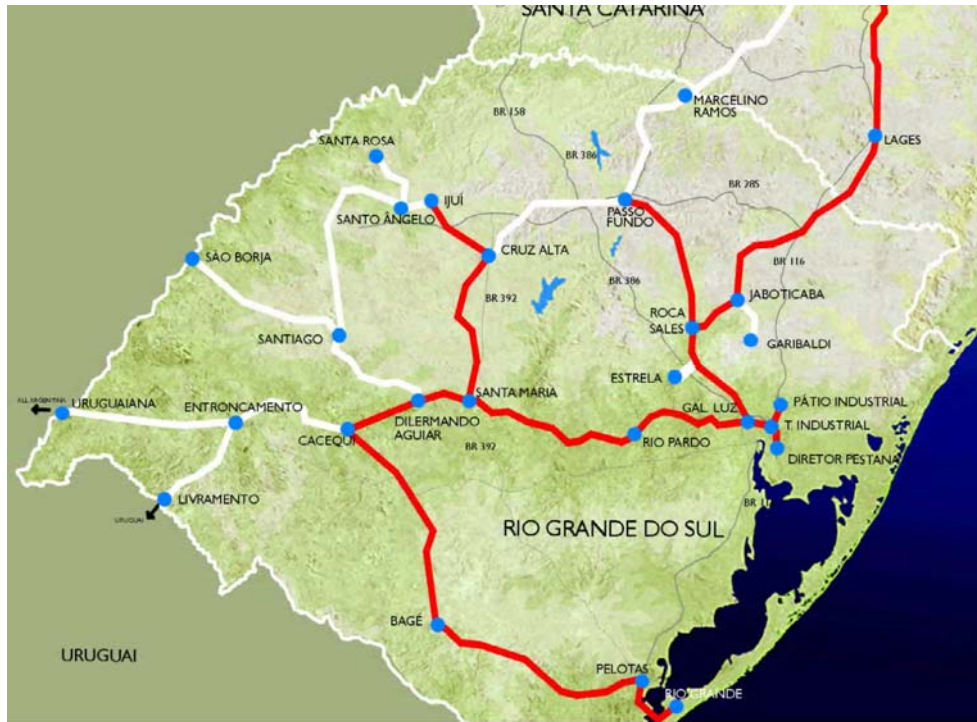 SANTA CATARINA
MARCELINO
RAMOS
BR 158
LAGES
SANTA ROSA
BR 386
BR 285
IJUÍ
SANTO ÂNGELO
PASSO
FUNDO
CRUZ ALTA
SÃO BORJA
BR 116
BR 392
BR 386
JABOTICABA
ROCA
SALES
SANTIAGO
GARIBALDI
ESTRELA
ALL ARGENTINA
URUGUAIANA
ENTRONCAMENTO
SANTA MARIA
PÁTIO INDUSTRIAL
DILERMANDO
AGUIAR
GAL. LUZ
T. INDUSTRIAL
CACEQUI
BR 392
RIO PARDO
DIRETOR PESTANA
LIVRAMENTO
URUGUAI
RIO GRANDE DO SUL
BAGÉ
URUGUAI
PELOTAS
RIO GRANDE